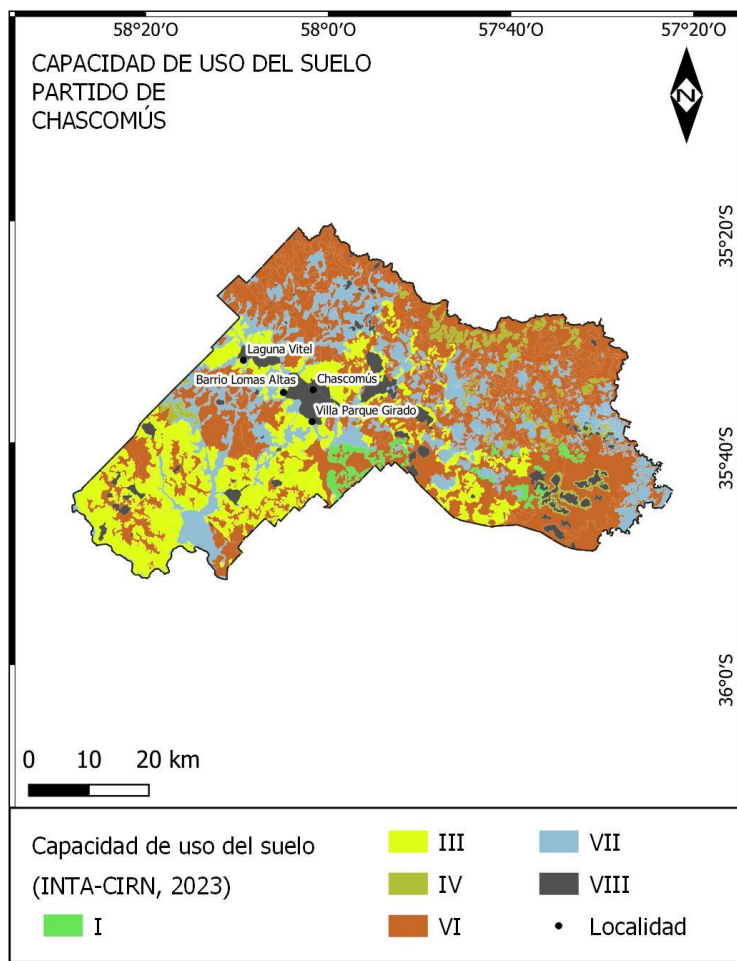 58°20'O 58°0'O 57°40'O 57°20'O
CAPACIDAD DE USO DEL SUELO
PARTIDO DE
CHASCOMÚS
N
35°20'S
Laguna Vitel
Barrio Lomas Altas
Chascomús
Villa Parque Girado
35°40'S
36°0'S
0 10 20 km
Capacidad de uso del suelo
(INTA-CIRN, 2023)
I
III
IV
VI
VII
VIII
Localidad